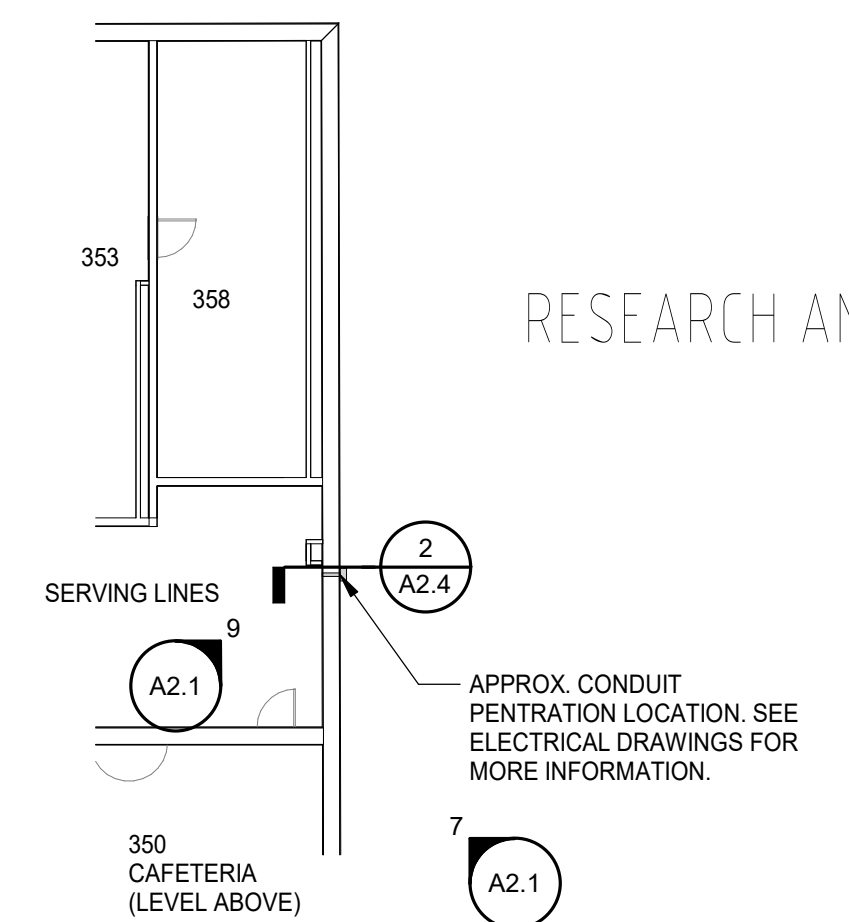 353
358
RESEARCH AN
2
A2.4
SERVING LINES
9
A2.1
APPROX. CONDUIT
PENTRATION LOCATION. SEE
ELECTRICAL DRAWINGS FOR
MORE INFORMATION.
7
A2.1
350
CAFETERIA
(LEVEL ABOVE)